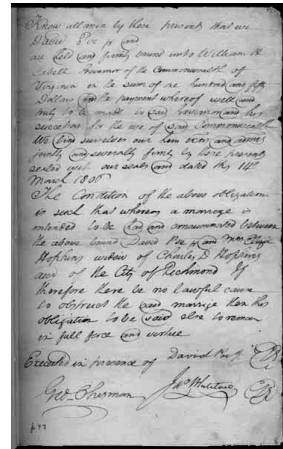 Know all men by these presents that we
David Poe jr and
are held and firmly bound unto William H
Cabell Governor of the Commonwealth of
Virginia in the sum of one hundred and fifty
Dollars and the payment whereof well and
truly to be made to said Governor and his
successors for the use of said Commonwealth
We bind ourselves our heirs
jointly and severally firmly by these presents
sealed with our seals and dated this 14th
March 1806
The Condition of the above obligation
is such that whereas a marriage is
intended to be had and consummated between
the above bound David Poe jr and Mrs Eliza
Hopkins widow of Charles D Hopkins
of the City of Richmond If
therefore there be no lawful cause
to obstruct the said marriage then this
obligation to be void else to remain
in full force and virtue
Executed in presence of David Poe jr
Geo Sherman